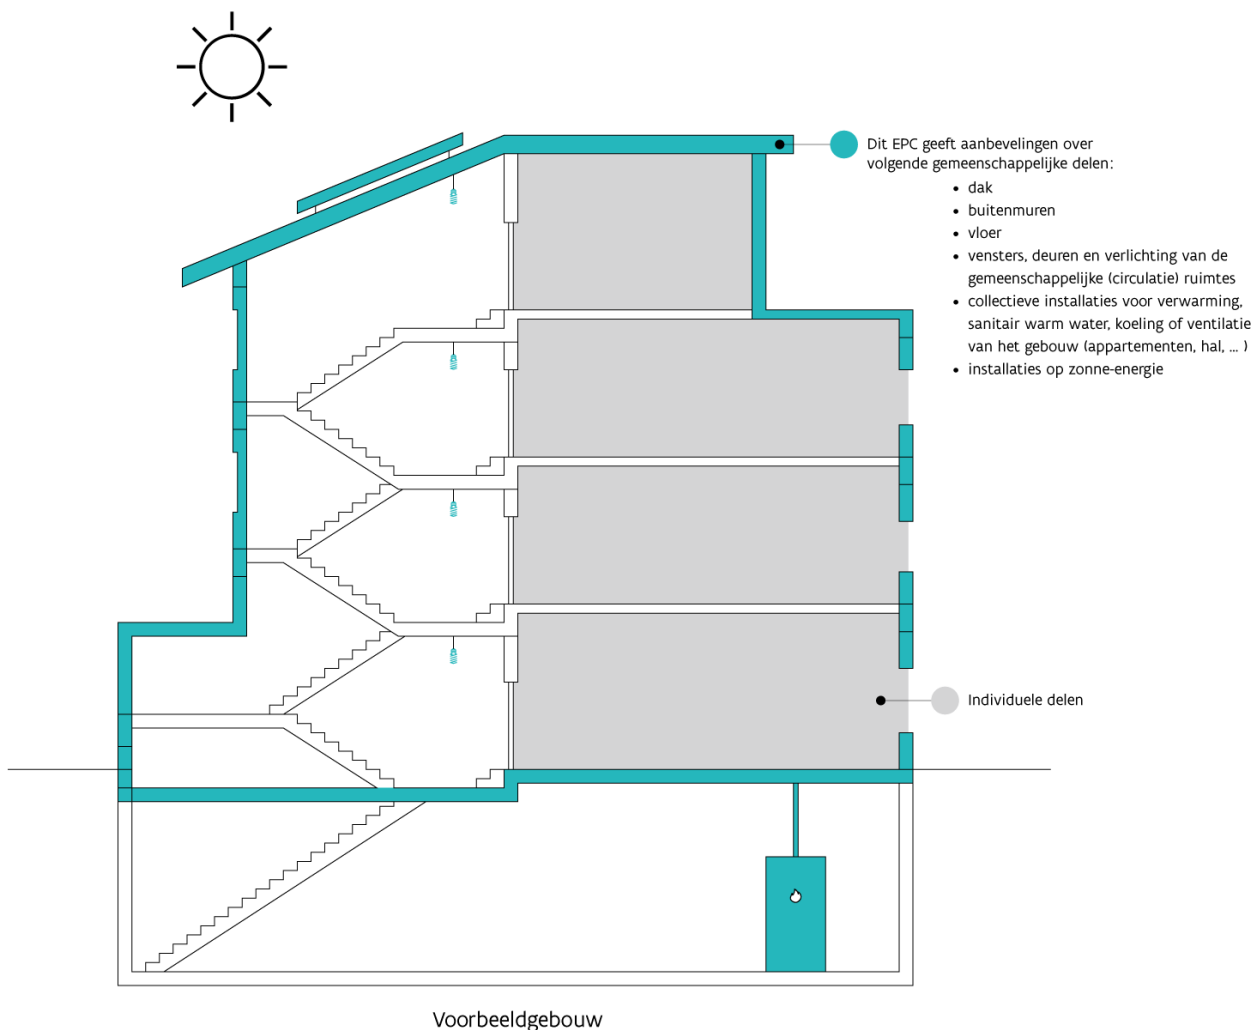 Dit EPC geeft aanbevelingen over
volgende gemeenschappelijke delen:
• dak
• buitenmuren
• vloer
• vensters, deuren en verlichting van de
gemeenschappelijke (circulatie) ruimtes
• collectieve installaties voor verwarming,
sanitair warm water, koeling of ventilatie
van het gebouw (appartementen, hal, ... )
• installaties op zonne-energie
Individuele delen
Voorbeeldgebouw